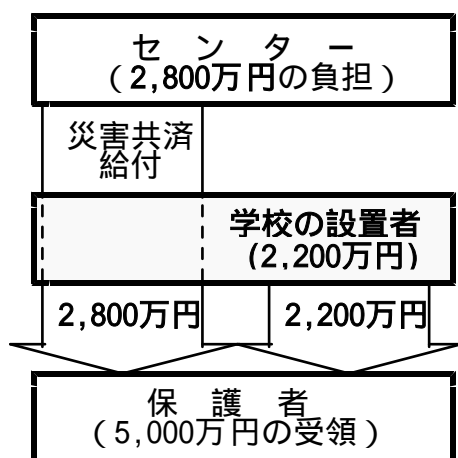 センター
（2,800万円の負担）
災害共済
給付
学校の設置者
(2,200万円)
2,800万円
2,200万円
保護者
（5,000万円の受領）